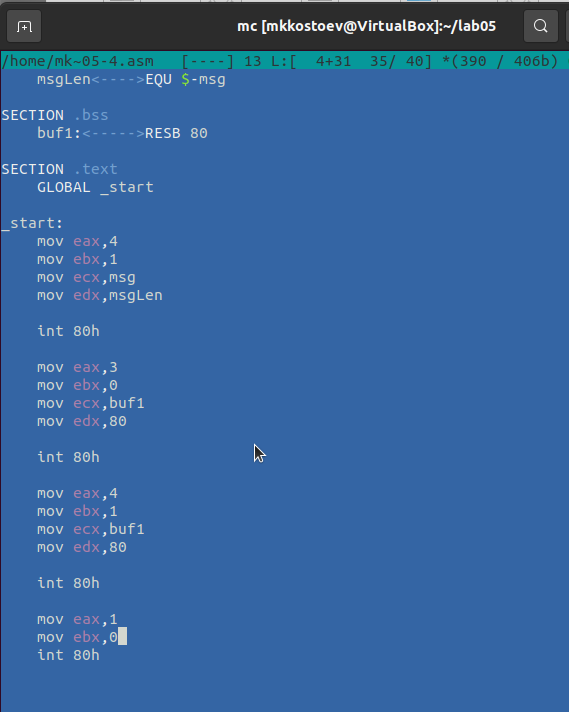 mc [mkkostoev@VirtualBox]:~/lab05
/home/mk~05-4.asm   [----] 13 L:[  4+31  35/ 40] *(390 / 406b)
    msgLen<---->EQU $-msg
SECTION .bss
    buf1:<----->RESB 80
SECTION .text
    GLOBAL _start
_start:
    mov eax,4
    mov ebx,1
    mov ecx,msg
    mov edx,msgLen
    int 80h
    mov eax,3
    mov ebx,0
    mov ecx,buf1
    mov edx,80
    int 80h
    mov eax,4
    mov ebx,1
    mov ecx,buf1
    mov edx,80
    int 80h
    mov eax,1
    mov ebx,0
    int 80h